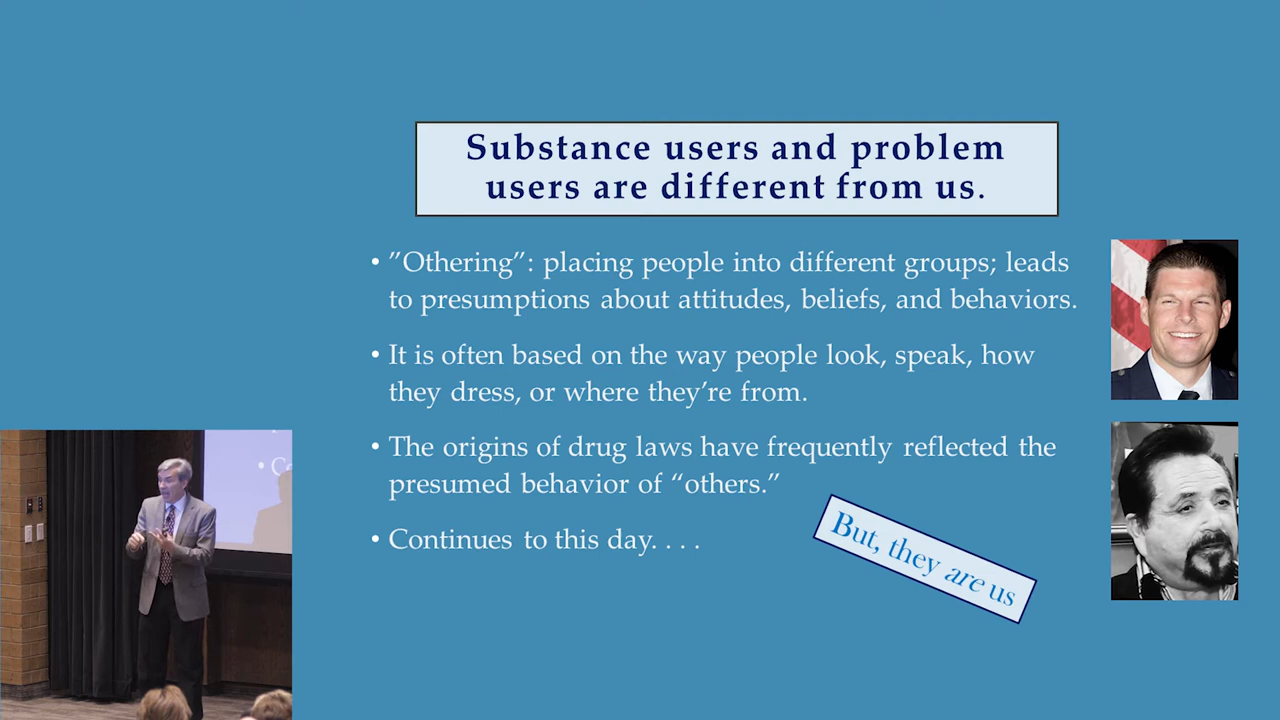 Substance users and problem
users are different from us.
• ”Othering”: placing people into different groups; leads
to presumptions about attitudes, beliefs, and behaviors.
• It is often based on the way people look, speak, how
they dress, or where they’re from.
• The origins of drug laws have frequently reflected the
presumed behavior of “others.”
• Continues to this day. . . .
But, they are us